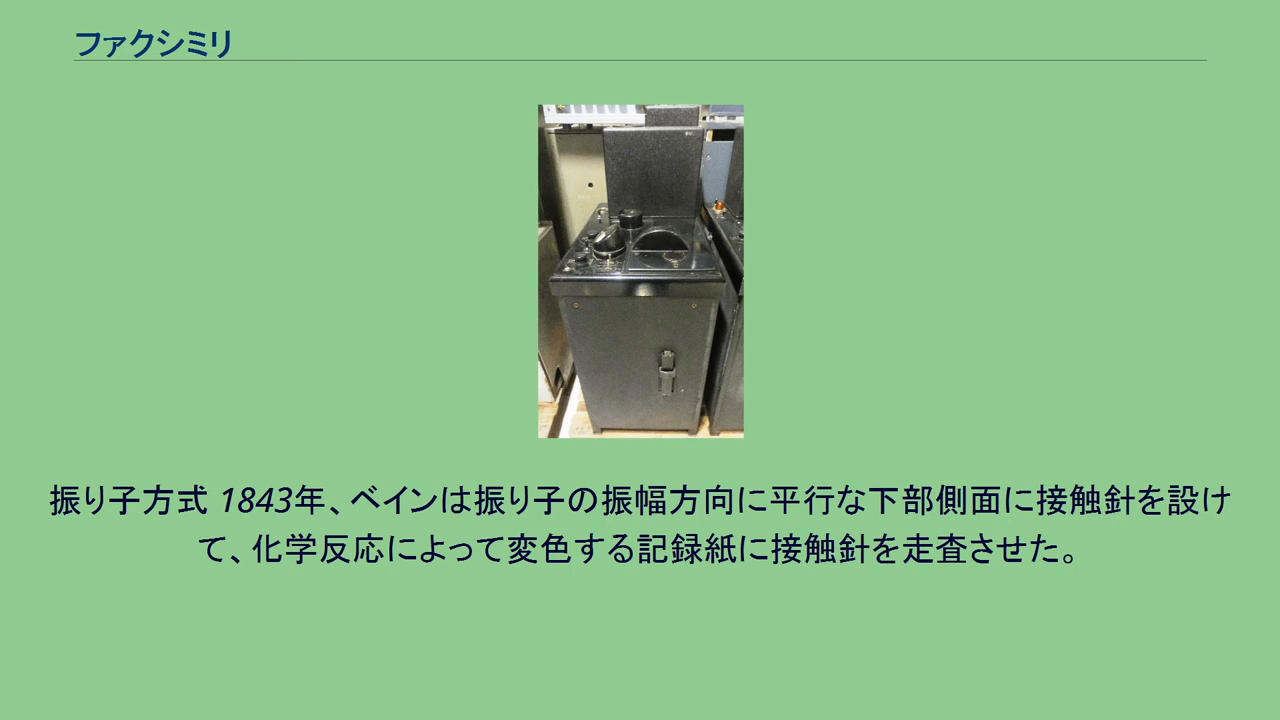 ファクシミリ
振り子方式 1843年、ベインは振り子の振幅方向に平行な下部側面に接触針を設け
て、化学反応によって変色する記録紙に接触針を走査させた。